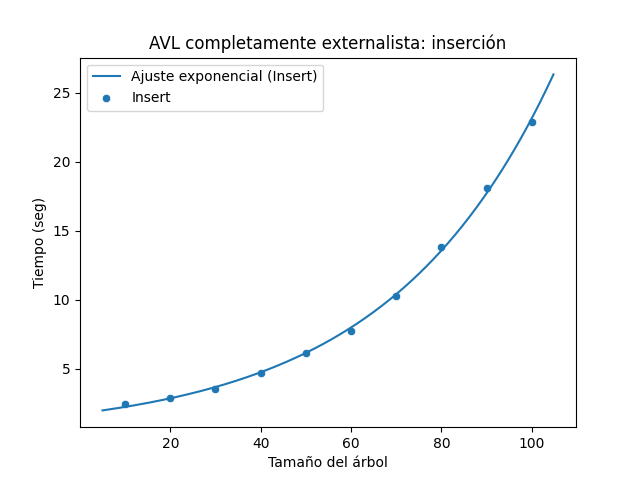 AVL completamente externalista: inserción
Ajuste exponencial (Insert)
Insert
25
20
15
10
5
Tiempo (seg)
20 40 60 80 100
Tamaño del árbol